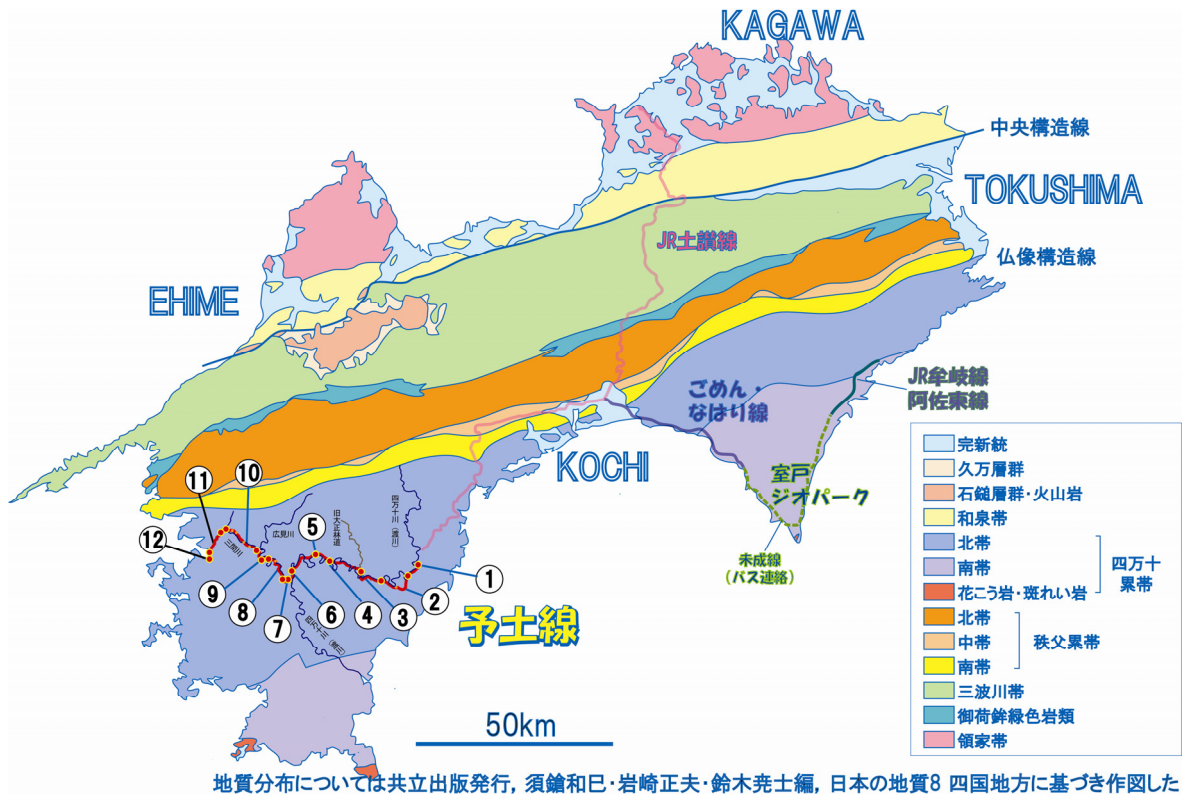 KAGAWA
中央構造線
TOKUSHIMA
JR土讃線
仏像構造線
EHIME
JR牟岐線
阿佐東線
ごめん・
なはり線
KOCHI
室戸
ジオパーク
未成線
(バス連絡)
四万十川(渡川)
旧大正林道
広見川
三間川
⑪
⑩
⑤
⑫
①
⑨
⑧
⑦
⑥
④
③
②
予土線
50km
完新統
久万層群
石鎚層群・火山岩
和泉帯
北帯
南帯
花こう岩・斑れい岩
四万十
累帯
北帯
中帯
南帯
秩父累帯
三波川帯
御荷鉾緑色岩類
領家帯
地質分布については共立出版発行, 須鎗和巳・岩崎正夫・鈴木尭士編, 日本の地質8 四国地方に基づき作図した